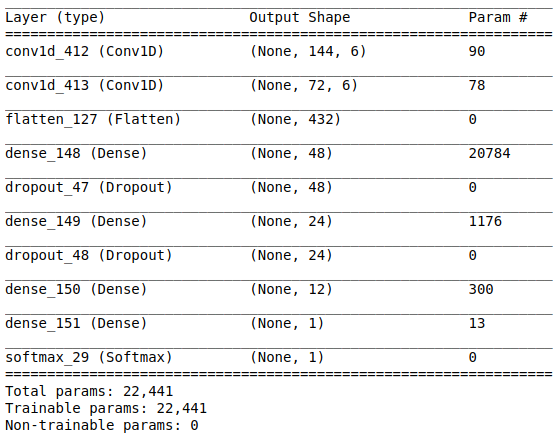 Layer (type) Output Shape Param #
=================================================================
conv1d_412 (Conv1D) (None, 144, 6) 90
conv1d_413 (Conv1D) (None, 72, 6) 78
flatten_127 (Flatten) (None, 432) 0
dense_148 (Dense) (None, 48) 20784
dropout_47 (Dropout) (None, 48) 0
dense_149 (Dense) (None, 24) 1176
dropout_48 (Dropout) (None, 24) 0
dense_150 (Dense) (None, 12) 300
dense_151 (Dense) (None, 1) 13
softmax_29 (Softmax) (None, 1) 0
=================================================================
Total params: 22,441
Trainable params: 22,441
Non-trainable params: 0